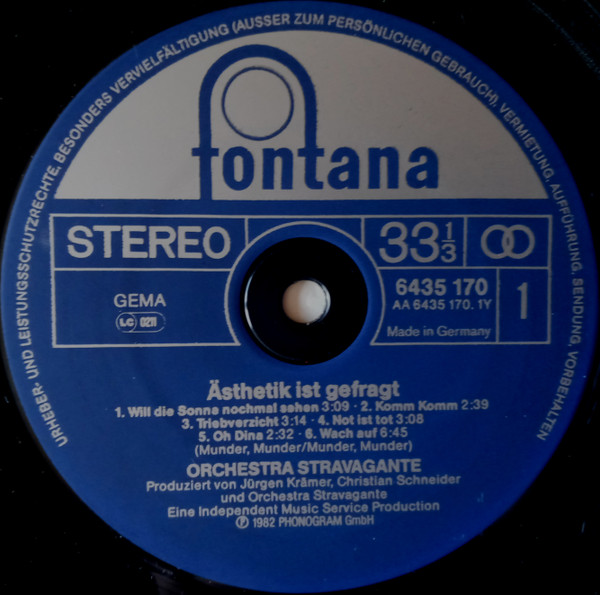 URHEBER- UND LEISTUNGSSCHUTZRECHTE, BESONDERS VERVIELFÄLTIGUNG (AUSSER ZUM PERSÖNLICHEN GEBRAUCH), VERMIETUNG, AUFFÜHRUNG, SENDUNG, VORBEHALTEN
fontana
STEREO
33 1/3
6435 170
AA 6435 170.1Y
1
GEMA
LC 0211
Made in Germany
Ästhetik ist gefragt
1. Will die Sonne nochmal sehen 3:09 · 2. Komm Komm 2:39
3. Triebverzicht 3:14 · 4. Not ist tot 3:08
5. Oh Dina 2:32 · 6. Wach auf 6:45
(Munder, Munder/Munder, Munder)
ORCHESTRA STRAVAGANTE
Produziert von Jürgen Krämer, Christian Schneider
und Orchestra Stravagante
Eine Independent Music Service Production
Ⓟ 1982 PHONOGRAM GmbH